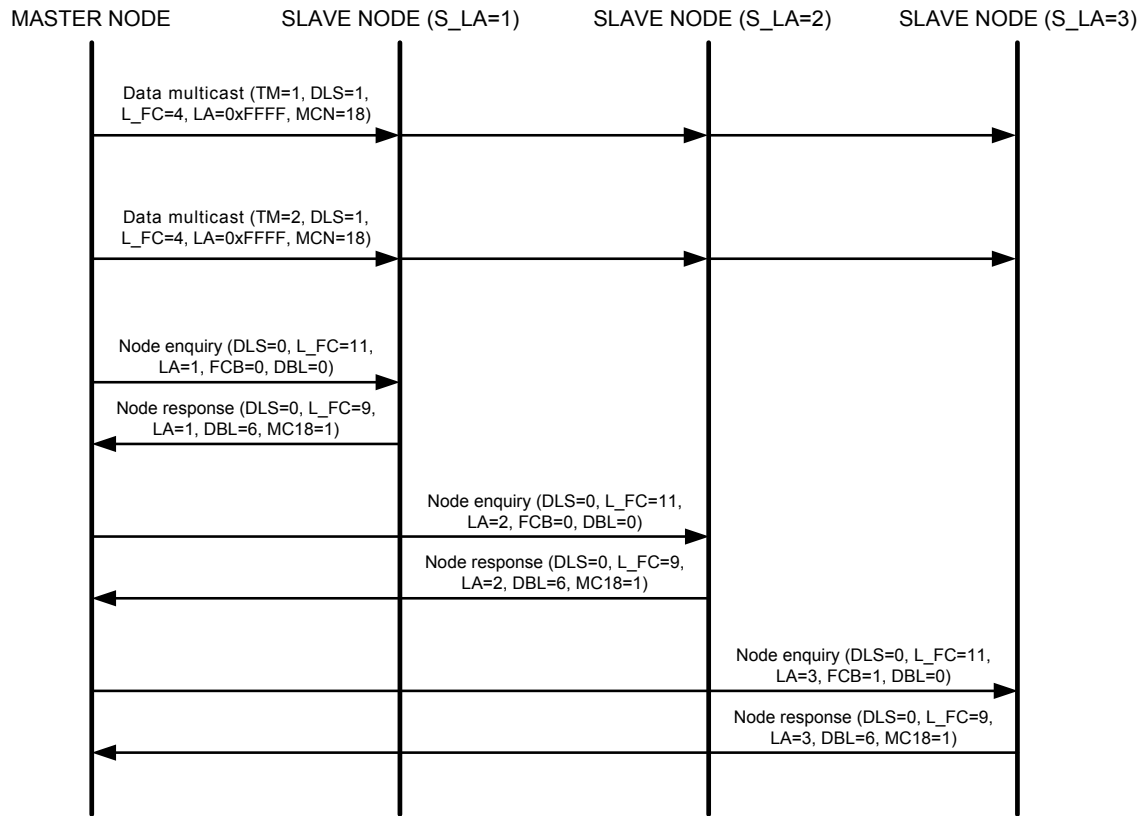 MASTER NODE
SLAVE NODE (S_LA=1)
SLAVE NODE (S_LA=2)
SLAVE NODE (S_LA=3)
Data multicast (TM=1, DLS=1,
L_FC=4, LA=0xFFFF, MCN=18)
Data multicast (TM=2, DLS=1,
L_FC=4, LA=0xFFFF, MCN=18)
Node enquiry (DLS=0, L_FC=11,
LA=1, FCB=0, DBL=0)
Node response (DLS=0, L_FC=9,
LA=1, DBL=6, MC18=1)
Node enquiry (DLS=0, L_FC=11,
LA=2, FCB=0, DBL=0)
Node response (DLS=0, L_FC=9,
LA=2, DBL=6, MC18=1)
Node enquiry (DLS=0, L_FC=11,
LA=3, FCB=1, DBL=0)
Node response (DLS=0, L_FC=9,
LA=3, DBL=6, MC18=1)